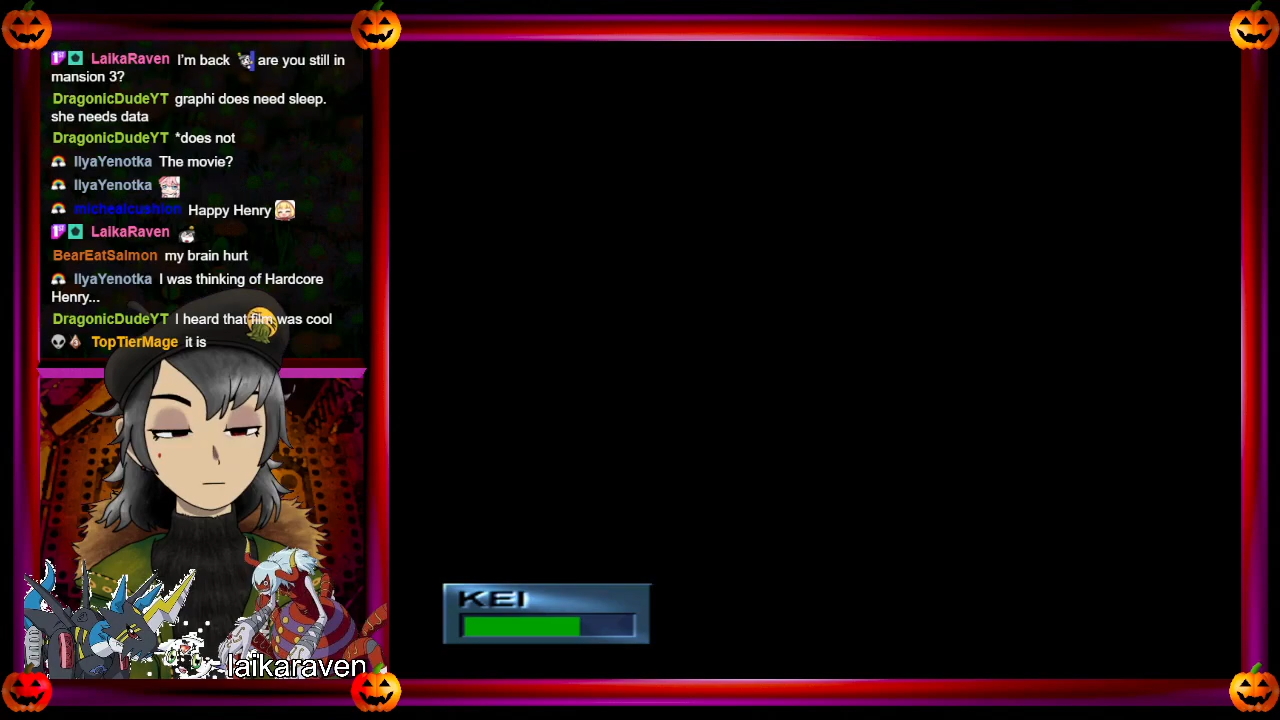 LaikaRaven I'm back are you still in
mansion 3?
DragonicDudeYT graphi does need sleep.
she needs data
DragonicDudeYT *does not
IlyaYenotka The movie?
IlyaYenotka
micheatcushion Happy Henry
LaikaRaven
BearEatSalmon my brain hurt
IlyaYenotka I was thinking of Hardcore
Henry...
DragonicDudeYT I heard that film was cool
TopTierMage it is
laikaraven
KEI